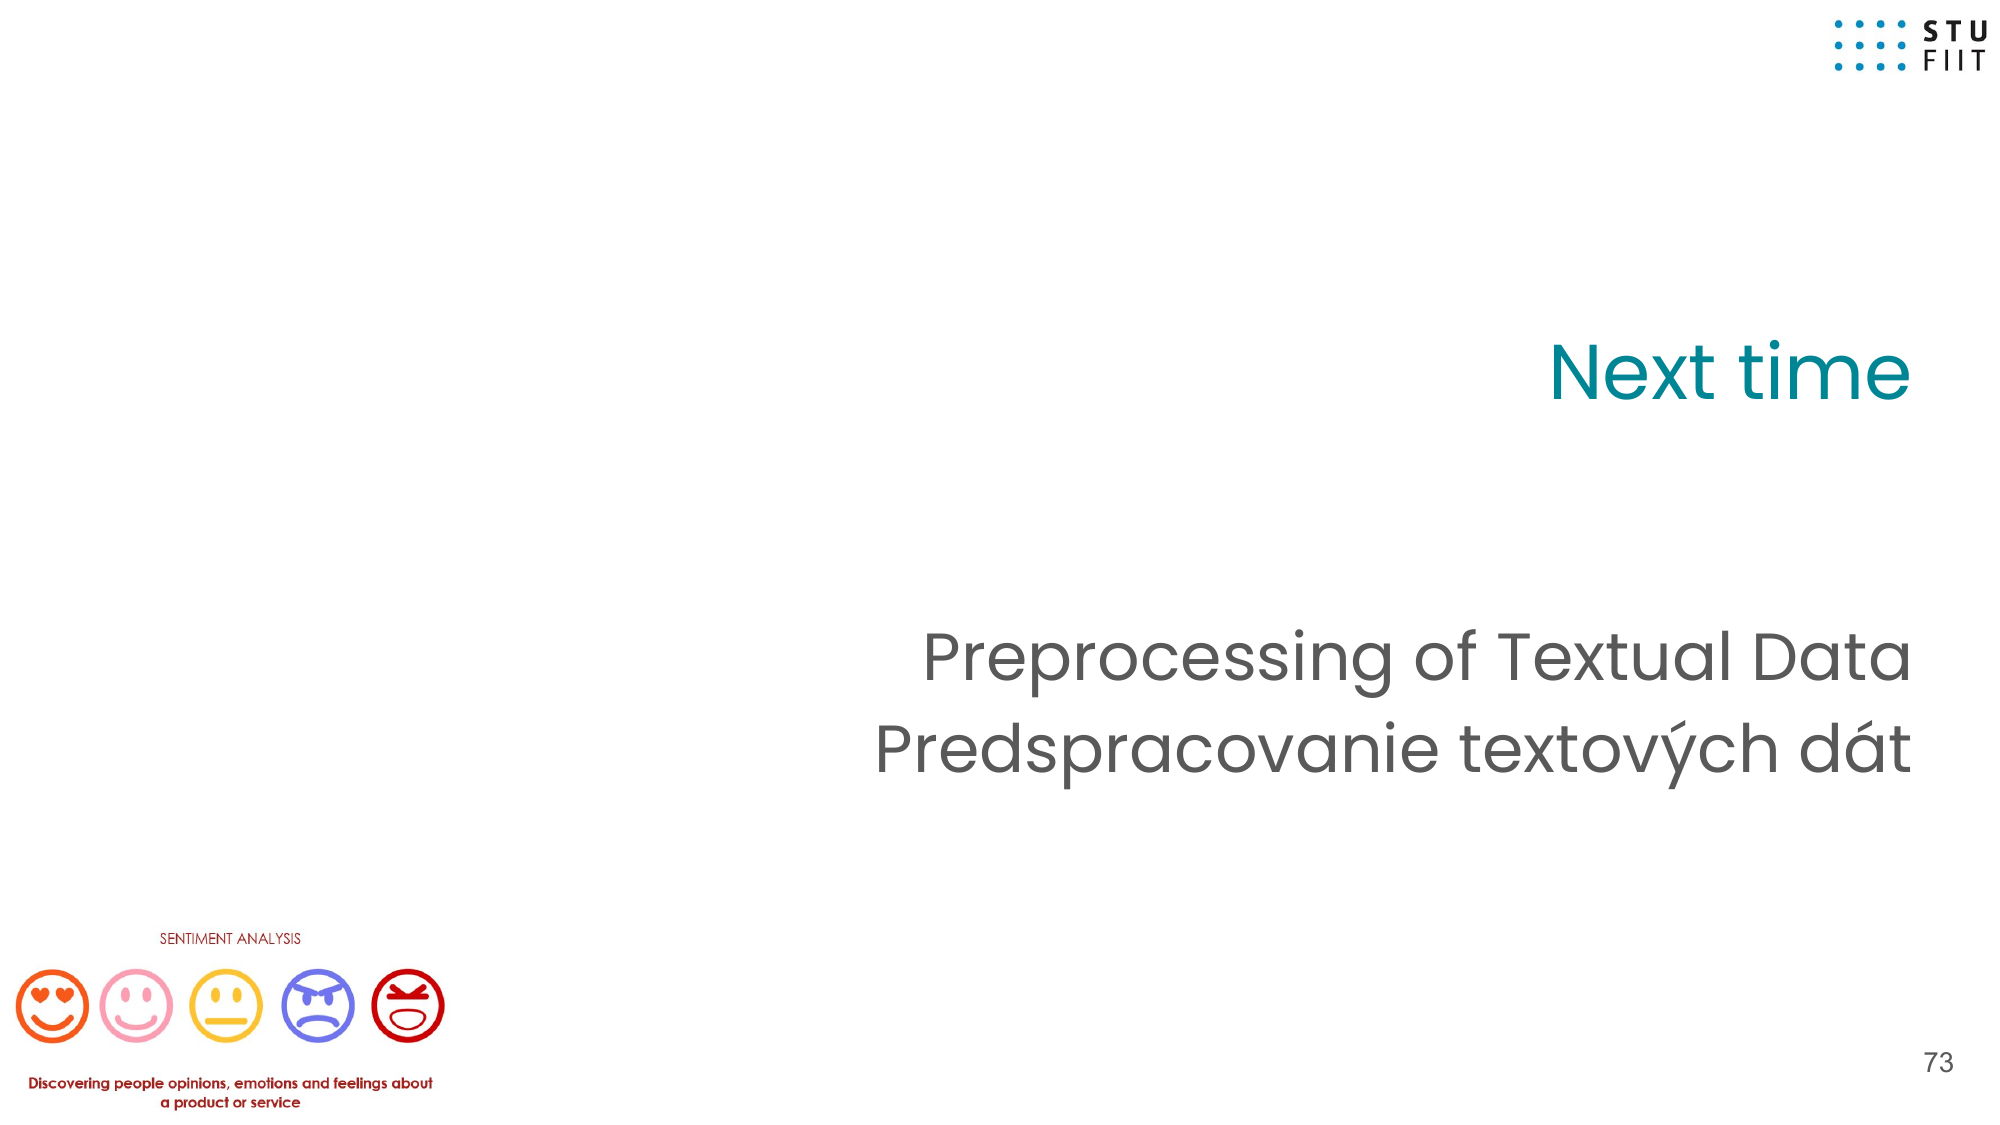 STU
FIIT
Next time
Preprocessing of Textual Data
Predspracovanie textových dát
SENTIMENT ANALYSIS
Discovering people opinions, emotions and feelings about
a product or service
73